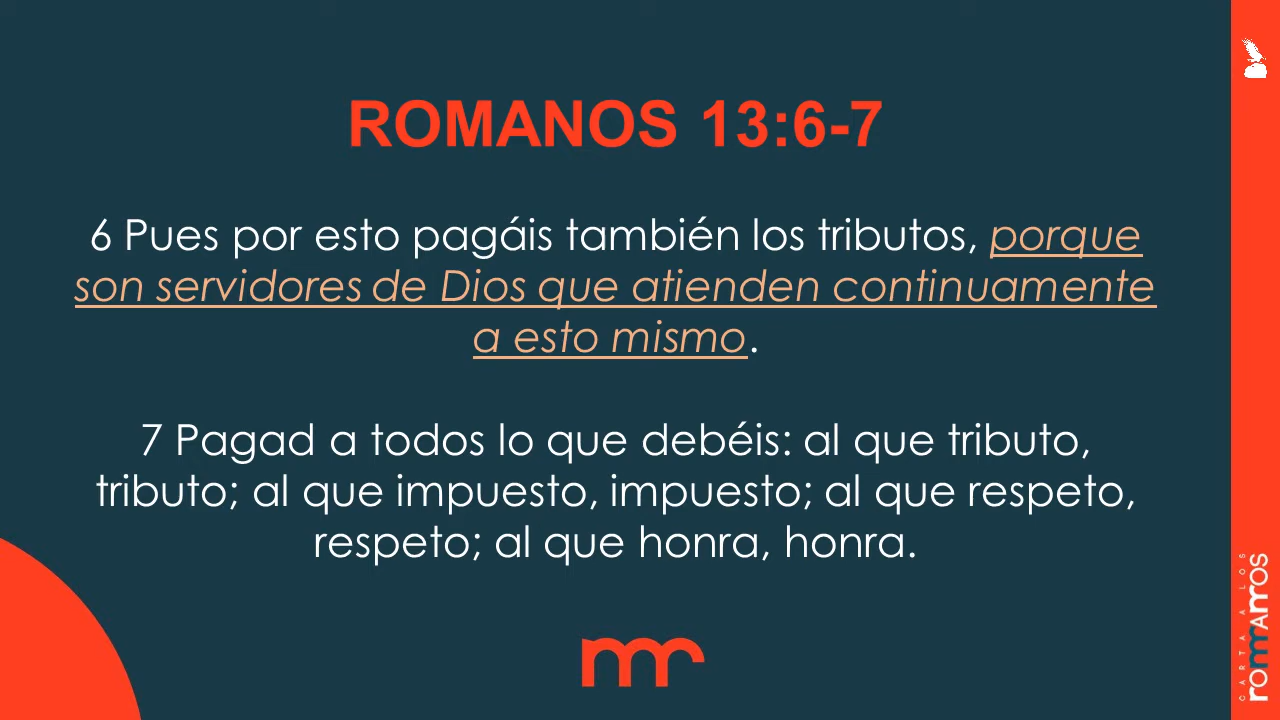 ROMANOS 13:6-7
6 Pues por esto pagáis también los tributos, porque
son servidores de Dios que atienden continuamente
a esto mismo.
7 Pagad a todos lo que debéis: al que tributo,
tributo; al que impuesto, impuesto; al que respeto,
respeto; al que honra, honra.
CARTA A LOS
romanos